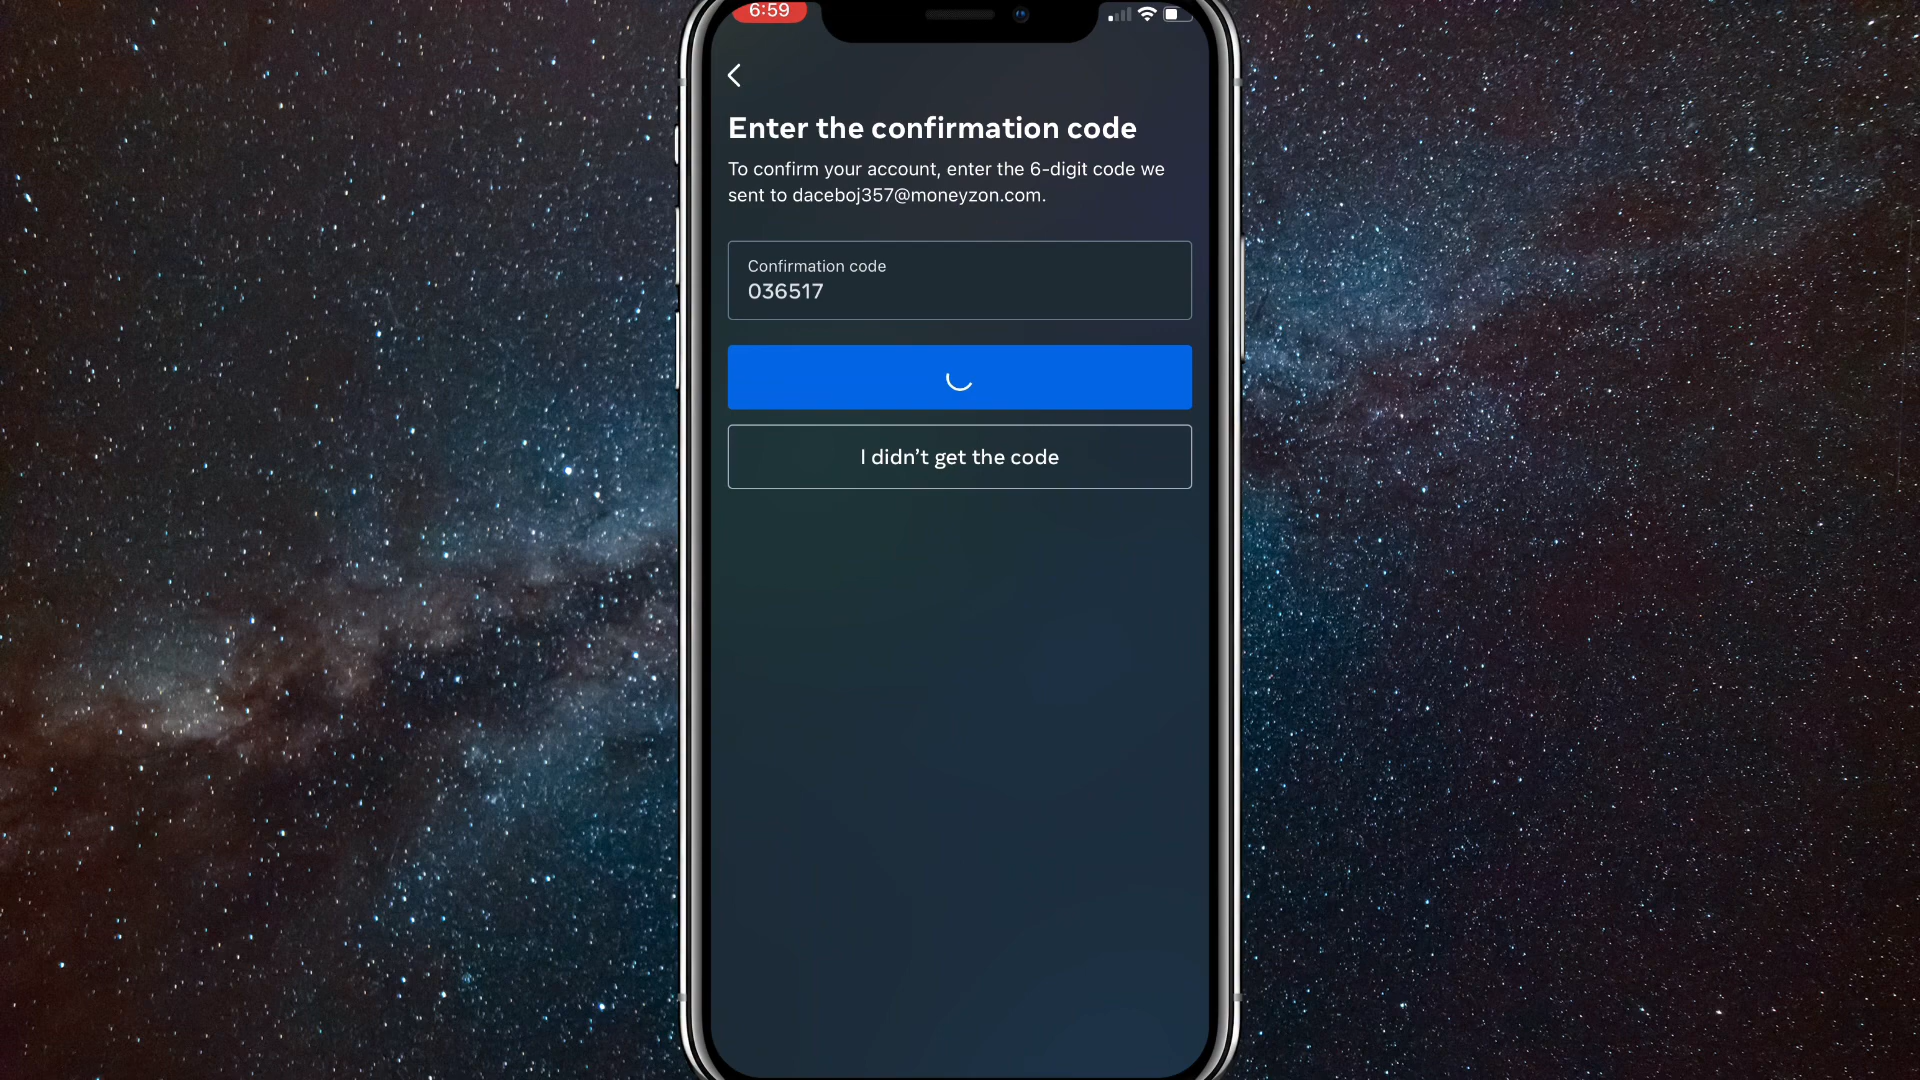 6:59
Enter the confirmation code
To confirm your account, enter the 6-digit code we
sent to daceboj357@moneyzon.com.
Confirmation code
036517
I didn’t get the code